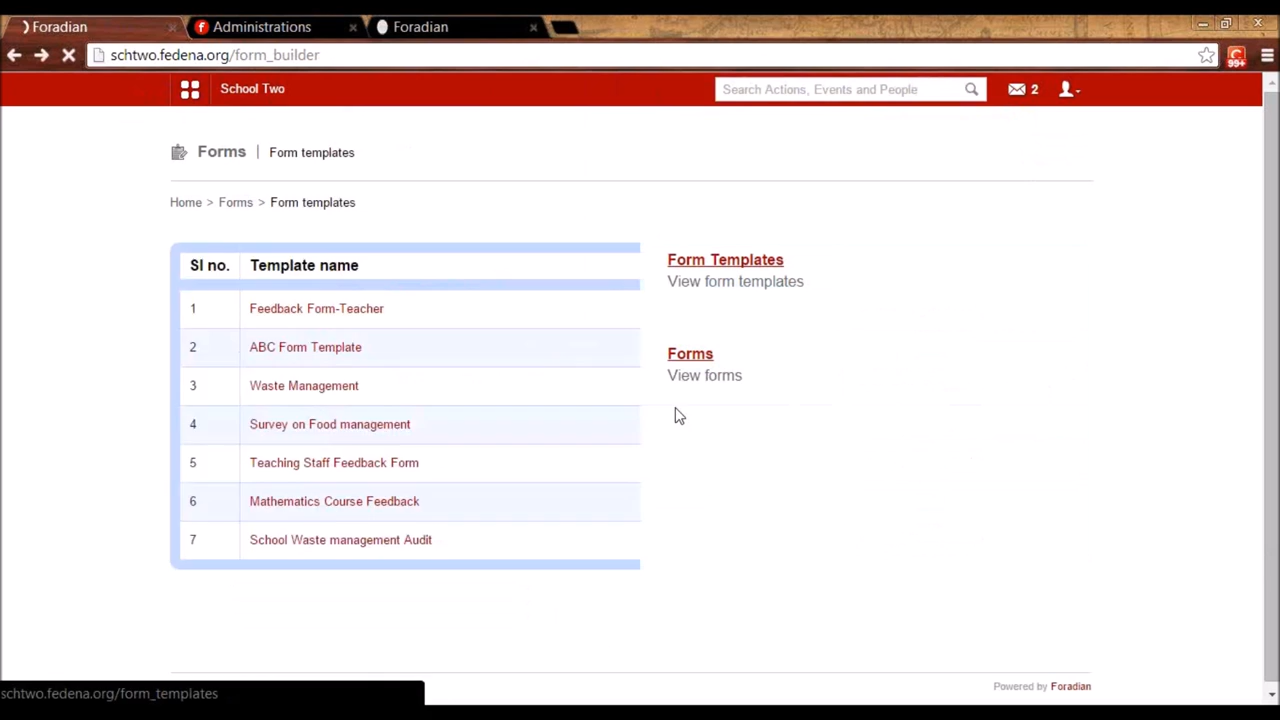 Foradian
Administrations
Foradian
schtwo.fedena.org/form_builder
99+
School Two
Search Actions, Events and People
2
Forms | Form templates
Home > Forms > Form templates
Sl no. Template name
1 Feedback Form-Teacher
2 ABC Form Template
3 Waste Management
4 Survey on Food management
5 Teaching Staff Feedback Form
6 Mathematics Course Feedback
7 School Waste management Audit
Form Templates
View form templates
Forms
View forms
Powered by Foradian
schtwo.fedena.org/form_templates